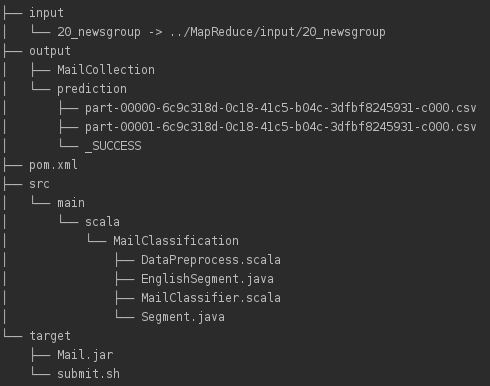 ├── input
│   └── 20_newsgroup -> ../MapReduce/input/20_newsgroup
├── output
│   ├── MailCollection
│   └── prediction
│       ├── part-00000-6c9c318d-0c18-41c5-b04c-3dfbf8245931-c000.csv
│       ├── part-00001-6c9c318d-0c18-41c5-b04c-3dfbf8245931-c000.csv
│       └── _SUCCESS
├── pom.xml
├── src
│   └── main
│       └── scala
│           └── MailClassification
│               ├── DataPreprocess.scala
│               ├── EnglishSegment.java
│               ├── MailClassifier.scala
│               └── Segment.java
└── target
    ├── Mail.jar
    └── submit.sh